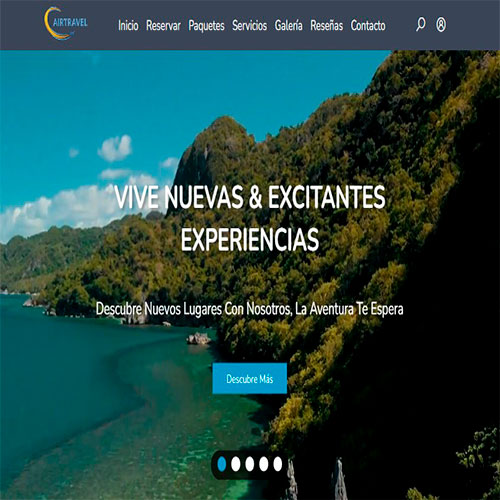 AIRTRAVEL
Inicio Reservar Paquetes Servicios Galería Reseñas Contacto
VIVE NUEVAS & EXCITANTES
EXPERIENCIAS
Descubre Nuevos Lugares Con Nosotros, La Aventura Te Espera
Descubre Más